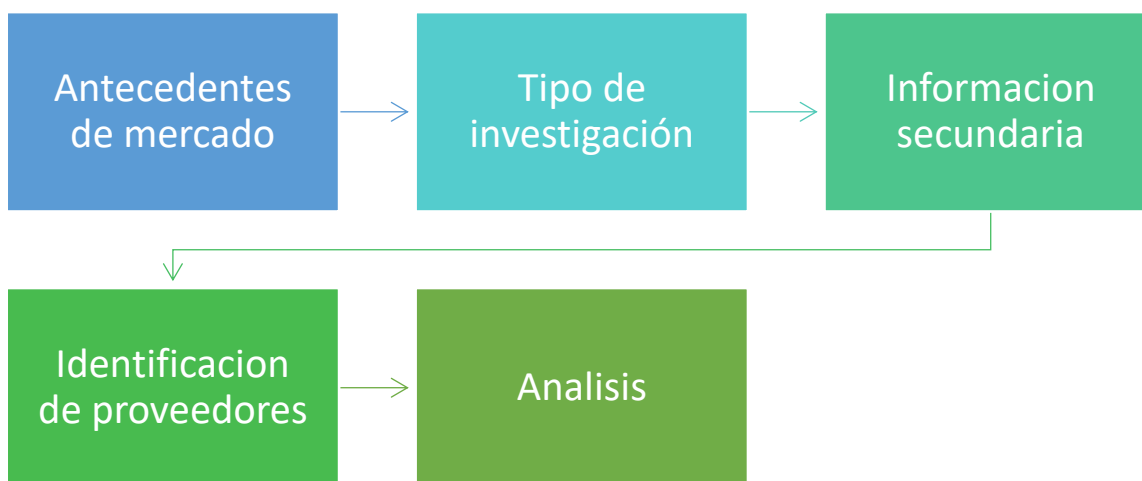 Antecedentes
de mercado
Tipo de
investigación
Informacion
secundaria
Identificacion
de proveedores
Analisis